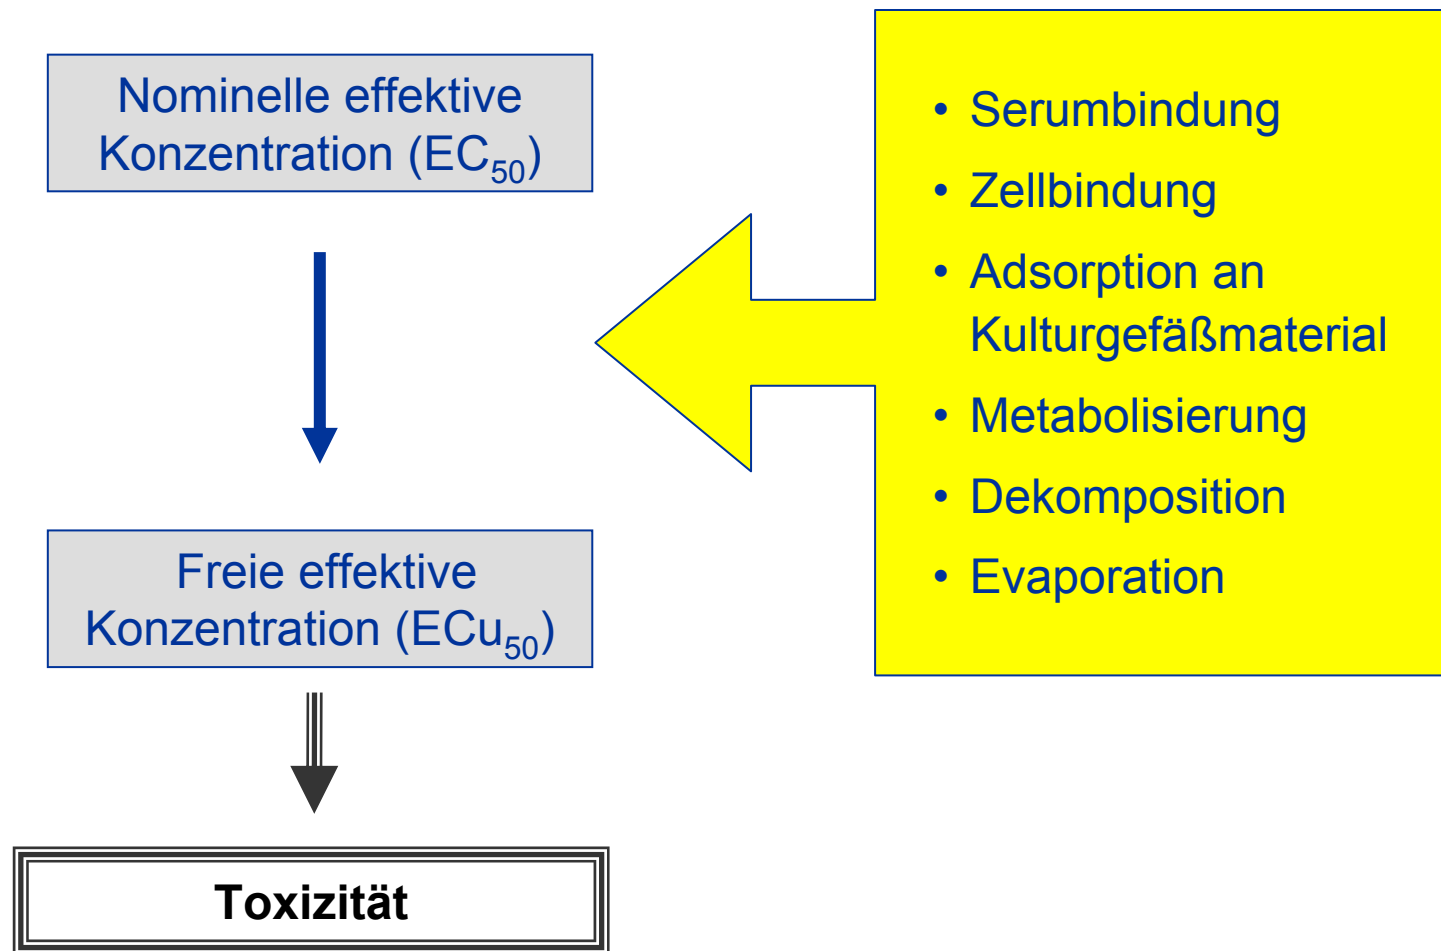 Nominelle effektive
Konzentration (EC₅₀)
Freie effektive
Konzentration (ECu₅₀)
Toxizität
• Serumbindung
• Zellbindung
• Adsorption an
Kulturgefäßmaterial
• Metabolisierung
• Dekomposition
• Evaporation